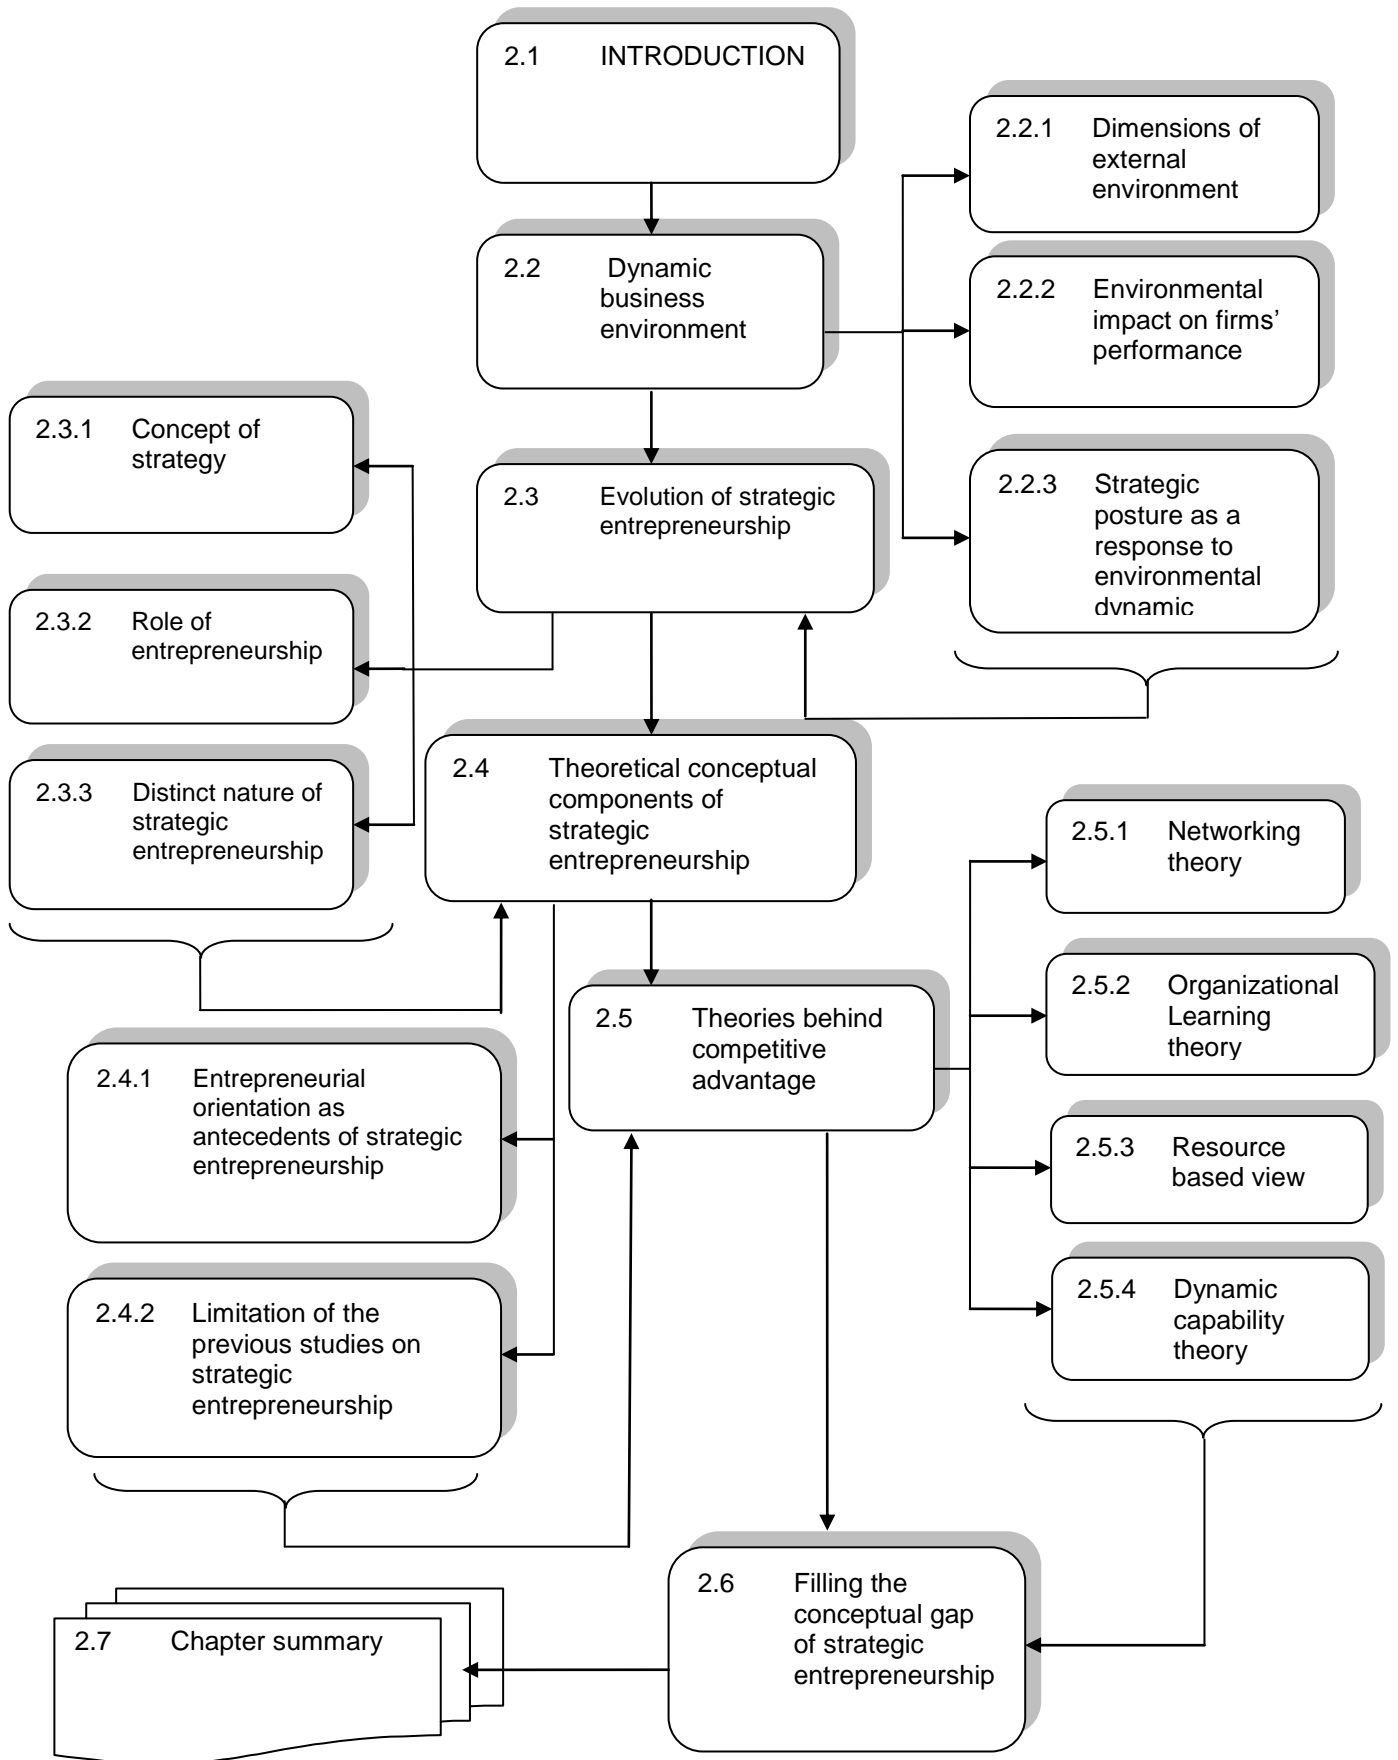 2.1 INTRODUCTION
2.2 Dynamic
business
environment
2.2.1 Dimensions of
external
environment
2.2.2 Environmental
impact on firms’
performance
2.2.3 Strategic
posture as a
response to
environmental
dynamic
2.3 Evolution of strategic
entrepreneurship
2.3.1 Concept of
strategy
2.3.2 Role of
entrepreneurship
2.3.3 Distinct nature of
strategic
entrepreneurship
2.4 Theoretical conceptual
components of
strategic
entrepreneurship
2.4.1 Entrepreneurial
orientation as
antecedents of strategic
entrepreneurship
2.4.2 Limitation of the
previous studies on
strategic
entrepreneurship
2.5 Theories behind
competitive
advantage
2.5.1 Networking
theory
2.5.2 Organizational
Learning
theory
2.5.3 Resource
based view
2.5.4 Dynamic
capability
theory
2.6 Filling the
conceptual gap
of strategic
entrepreneurship
2.7 Chapter summary